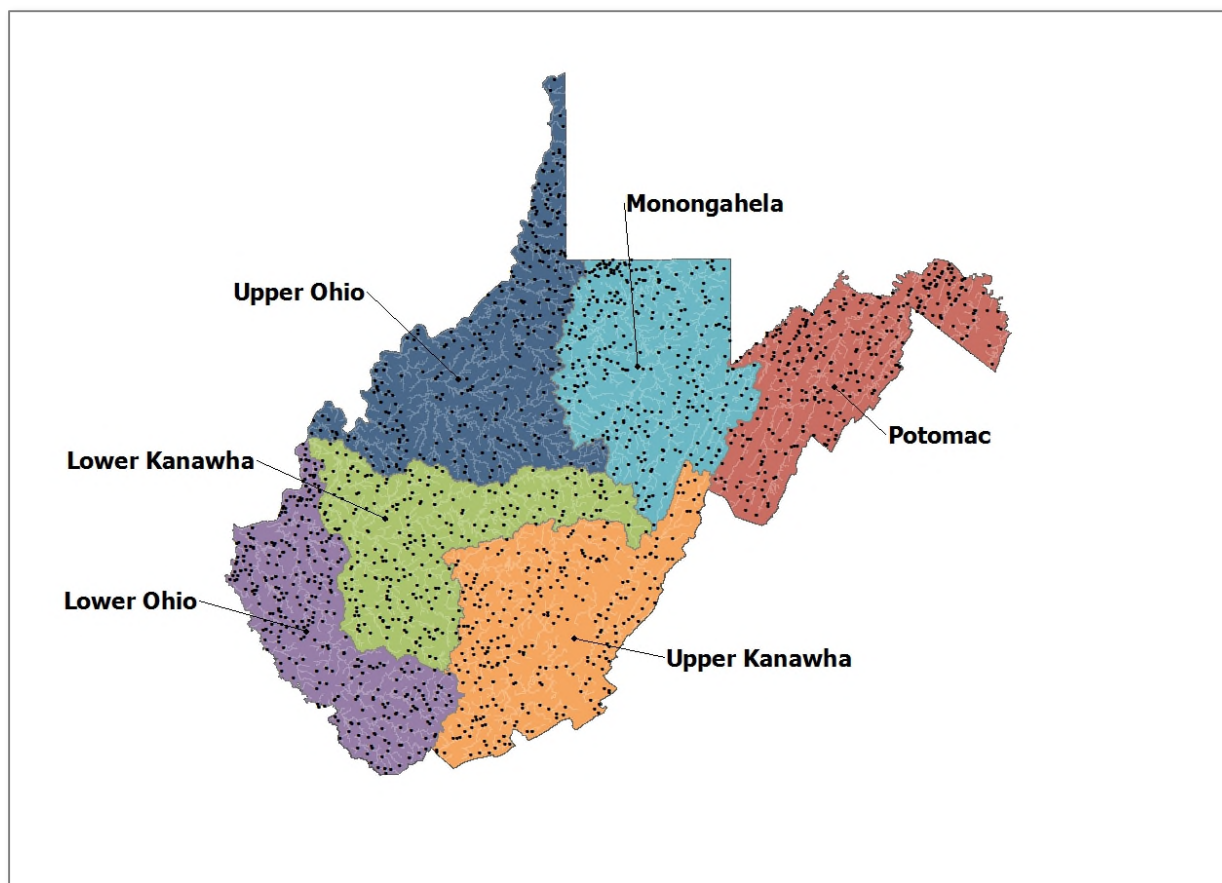 Monongahela
Upper Ohio
Potomac
Lower Kanawha
Lower Ohio
Upper Kanawha